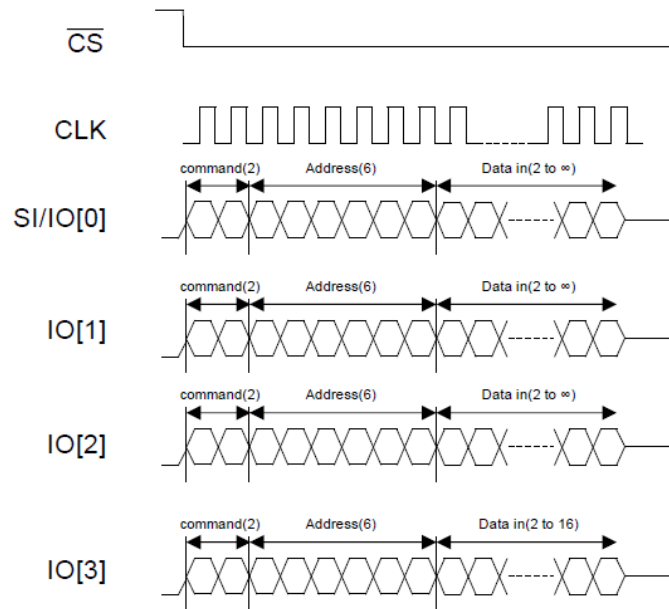 CS
CLK
command(2) Address(6) Data in(2 to ∞)
SI/IO[0]
command(2) Address(6) Data in(2 to ∞)
IO[1]
command(2) Address(6) Data in(2 to ∞)
IO[2]
command(2) Address(6) Data in(2 to 16)
IO[3]